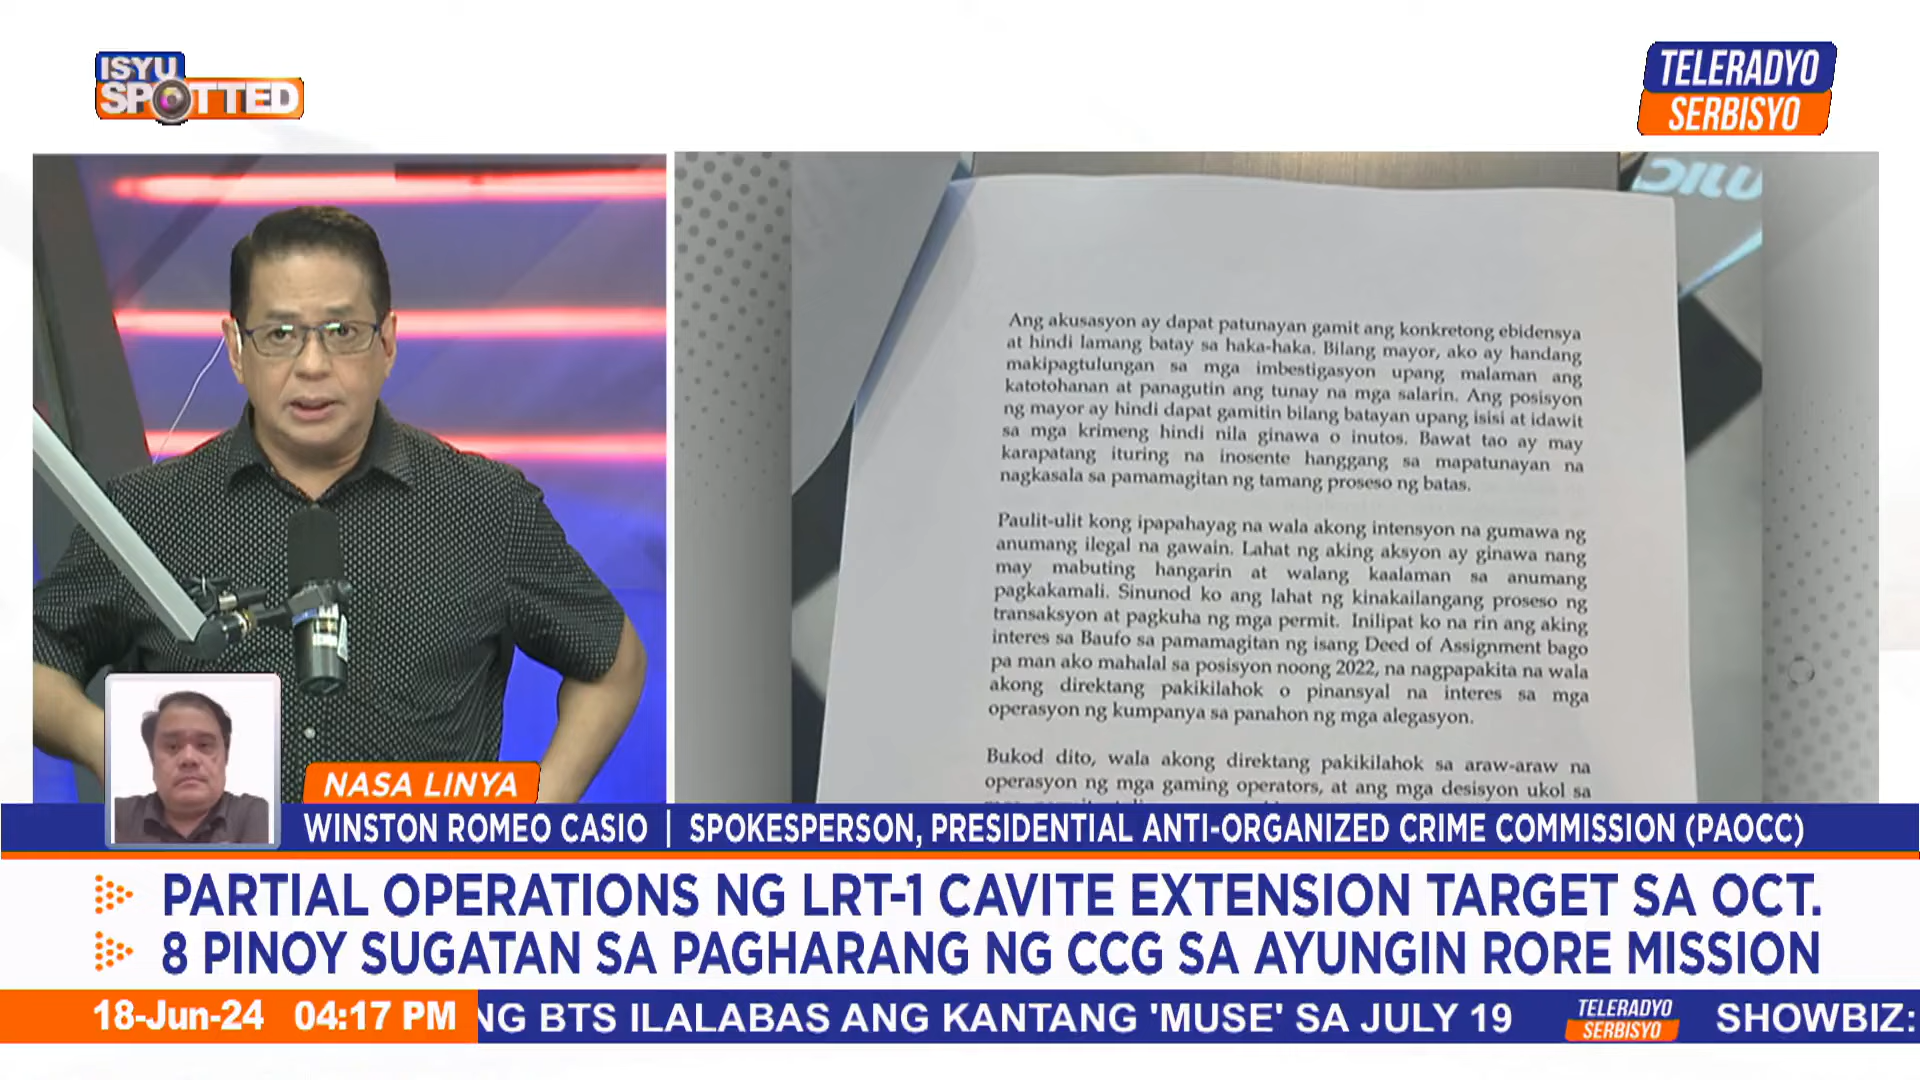 ISYU
SPOTTED
TELERADYO
SERBISYO
Ang akusasyon ay dapat patunayan gamit ang konkretong ebidensya
at hindi lamang batay sa haka-haka. Bilang mayor, ako ay handang
makipagtulungan sa mga imbestigasyon upang malaman ang
katotohanan at panagutin ang tunay na mga salarin. Ang posisyon
ng mayor ay hindi dapat gamitin bilang batayan upang isisi at idawit
sa mga krimeng hindi nila ginawa o inutos. Bawat tao ay may
karapatang ituring na inosente hanggang sa mapatunayan na
nagkasala sa pamamagitan ng tamang proseso ng batas.
Paulit-ulit kong ipapahayag na wala akong intensyon na gumawa ng
anumang ilegal na gawain. Lahat ng aking aksyon ay ginawa nang
may mabuting hangarin at walang kaalaman sa anumang
pagkakamali. Sinunod ko ang lahat ng kinakailangang proseso ng
transaksyon at pagkuha ng mga permit. Inilipat ko na rin ang aking
interes sa Baufo sa pamamagitan ng isang Deed of Assignment bago
pa man ako mahalal sa posisyon noong 2022, na nagpapakita na wala
akong direktang pakikilahok o pinansyal na interes sa mga
operasyon ng kumpanya sa panahon ng mga alegasyon.
Bukod dito, wala akong direktang pakikilahok sa araw-araw na
operasyon ng mga gaming operators, at ang mga desisyon ukol sa
NASA LINYA
WINSTON ROMEO CASIO | SPOKESPERSON, PRESIDENTIAL ANTI-ORGANIZED CRIME COMMISSION (PAOCC)
PARTIAL OPERATIONS NG LRT-1 CAVITE EXTENSION TARGET SA OCT.
8 PINOY SUGATAN SA PAGHARANG NG CCG SA AYUNGIN RORE MISSION
18-Jun-24 04:17 PM NG BTS ILALABAS ANG KANTANG 'MUSE' SA JULY 19 TELERADYO SERBISYO SHOWBIZ: